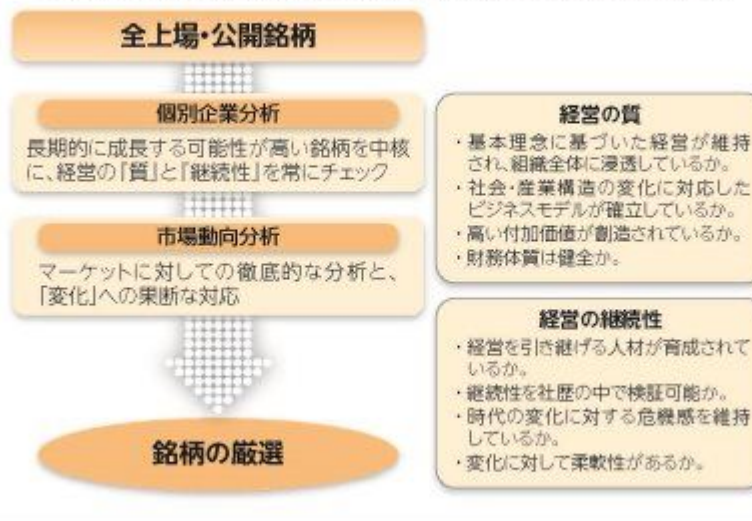 全上場・公開銘柄
個別企業分析
長期的に成長する可能性が高い銘柄を中核
に、経営の「質」と『継続性』を常にチェック
市場動向分析
マーケットに対しての徹底的な分析と、
「変化」への果断な対応
銘柄の厳選
経営の質
・基本理念に基づいた経営が維持
され、組織全体に浸透しているか。
・社会・産業構造の変化に対応した
ビジネスモデルが確立しているか。
・高い付加価値が創造されているか。
・財務体質は健全か。
経営の継続性
・経営を引き継げる人材が育成されて
いるか。
・継続性を社歴の中で検証可能か。
・時代の変化に対する危機感を維持
しているか。
・変化に対して柔軟性があるか。